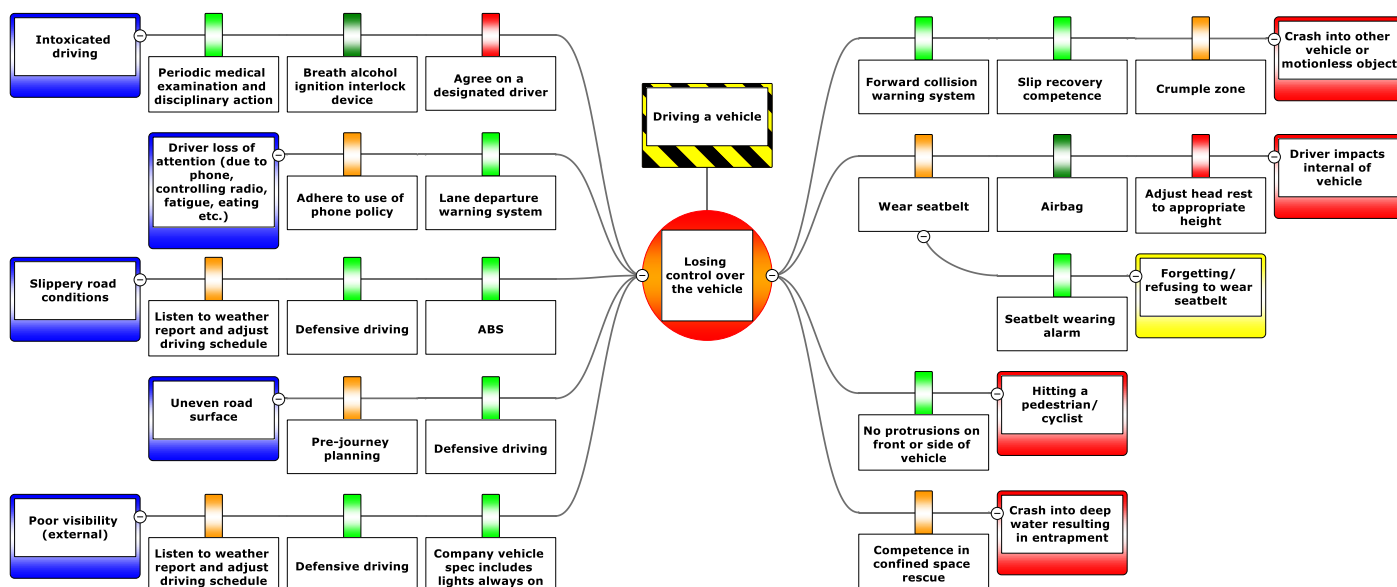 Intoxicated
driving
Periodic medical
examination and
disciplinary action
Breath alcohol
ignition interlock
device
Agree on a
designated driver
Driver loss of
attention (due to
phone,
controlling radio,
fatigue, eating
etc.)
Adhere to use of
phone policy
Lane departure
warning system
Slippery road
conditions
Listen to weather
report and adjust
driving schedule
Defensive driving
ABS
Uneven road
surface
Pre-journey
planning
Defensive driving
Poor visibility
(external)
Listen to weather
report and adjust
driving schedule
Defensive driving
Company vehicle
spec includes
lights always on
Driving a vehicle
Losing
control over
the vehicle
Forward collision
warning system
Slip recovery
competence
Crumple zone
Crash into other
vehicle or
motionless object
Wear seatbelt
Airbag
Adjust head rest
to appropriate
height
Driver impacts
internal of
vehicle
Seatbelt wearing
alarm
Forgetting/
refusing to wear
seatbelt
No protrusions on
front or side of
vehicle
Hitting a
pedestrian/
cyclist
Competence in
confined space
rescue
Crash into deep
water resulting
in entrapment